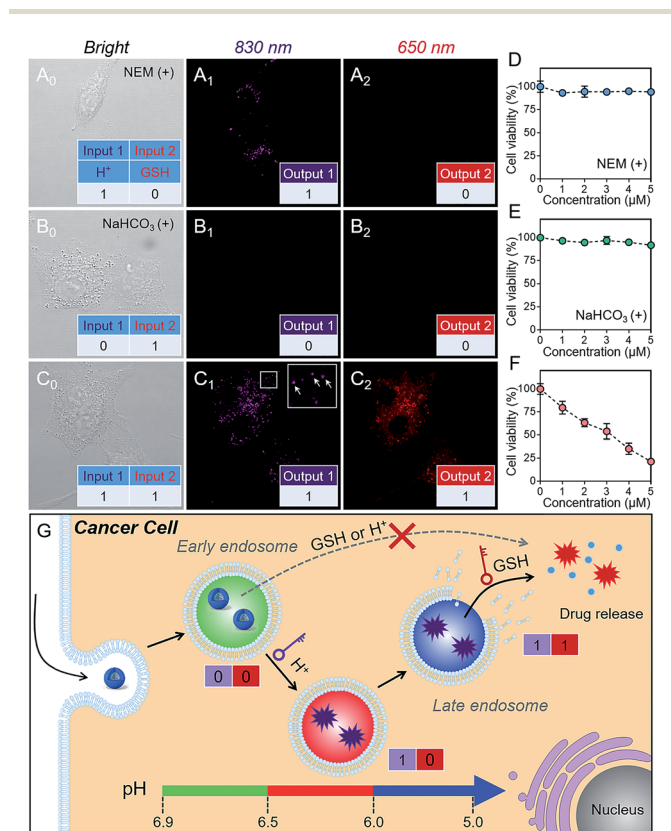 Bright 830 nm 650 nm
A0 NEM (+)
Input 1 Input 2
H+ GSH
1 0
A1
Output 1
1
A2
Output 2
0
D
Cell viability (%)
100
75
50
25
0
NEM (+)
0 1 2 3 4 5
Concentration (μM)
B0 NaHCO3 (+)
Input 1 Input 2
0 1
B1
Output 1
0
B2
Output 2
0
E
Cell viability (%)
100
75
50
25
0
NaHCO3 (+)
0 1 2 3 4 5
Concentration (μM)
C0
Input 1 Input 2
1 1
C1
Output 1
1
C2
Output 2
1
F
Cell viability (%)
100
75
50
25
0
0 1 2 3 4 5
Concentration (μM)
G Cancer Cell
Early endosome
GSH or H+
GSH
Drug release
H+
0 0
1 1
Late endosome
1 0
pH
6.9 6.5 6.0 5.0
Nucleus